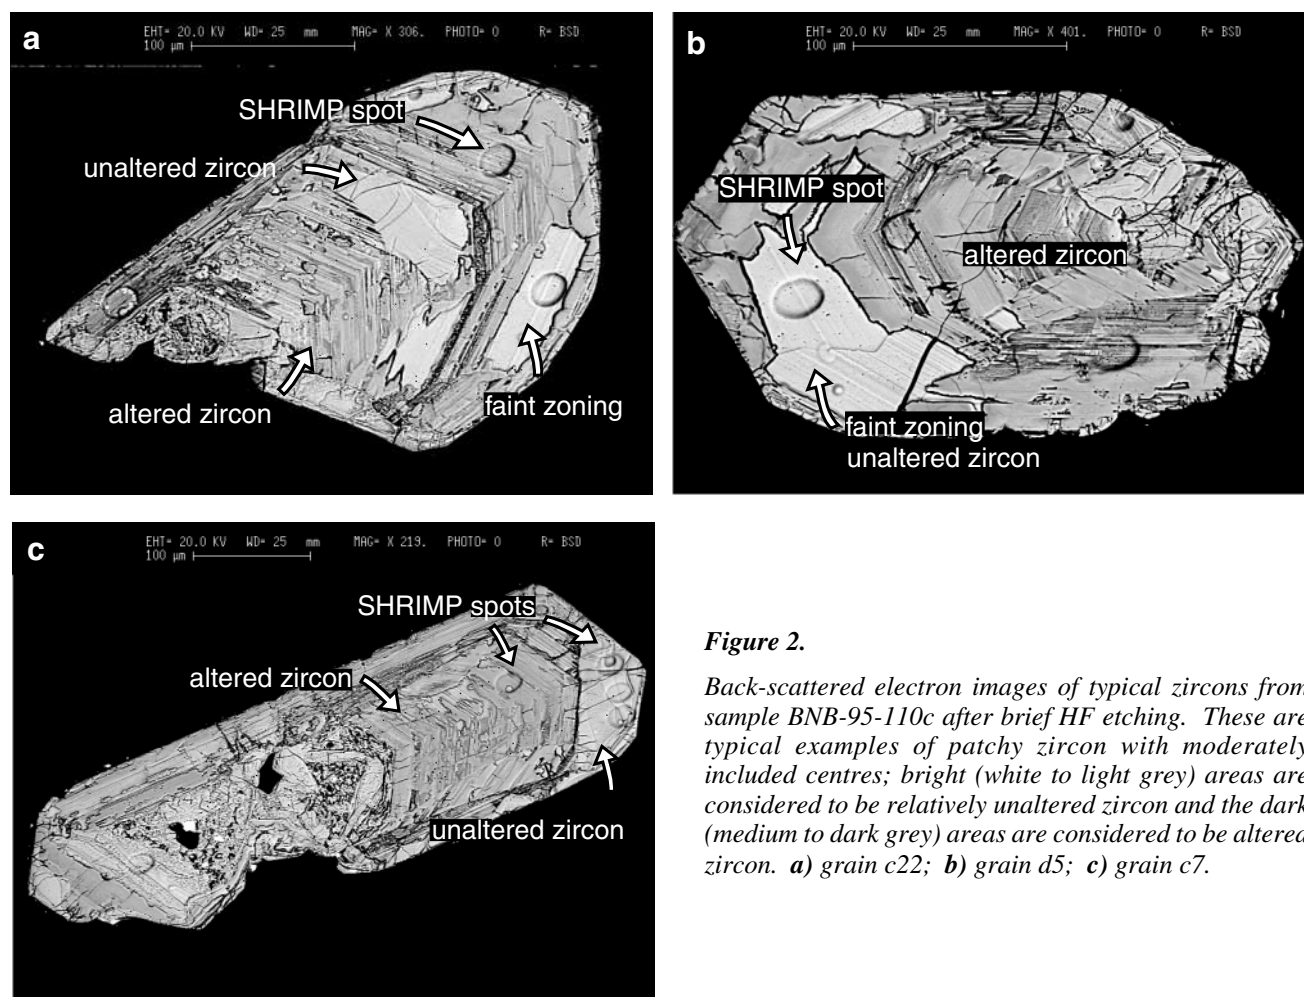 a
EHT= 20.0 KV WD= 25 mm MAG= X 306. PHOTO= 0 R= BSD
100 µm
SHRIMP spot
unaltered zircon
altered zircon
faint zoning
b
EHT= 20.0 KV WD= 25 mm MAG= X 401. PHOTO= 0 R= BSD
100 µm
SHRIMP spot
altered zircon
faint zoning
unaltered zircon
c
EHT= 20.0 KV WD= 25 mm MAG= X 219. PHOTO= 0 R= BSD
100 µm
SHRIMP spots
altered zircon
unaltered zircon
Figure 2.
Back-scattered electron images of typical zircons from
sample BNB-95-110c after brief HF etching. These are
typical examples of patchy zircon with moderately
included centres; bright (white to light grey) areas are
considered to be relatively unaltered zircon and the dark
(medium to dark grey) areas are considered to be altered
zircon. a) grain c22; b) grain d5; c) grain c7.